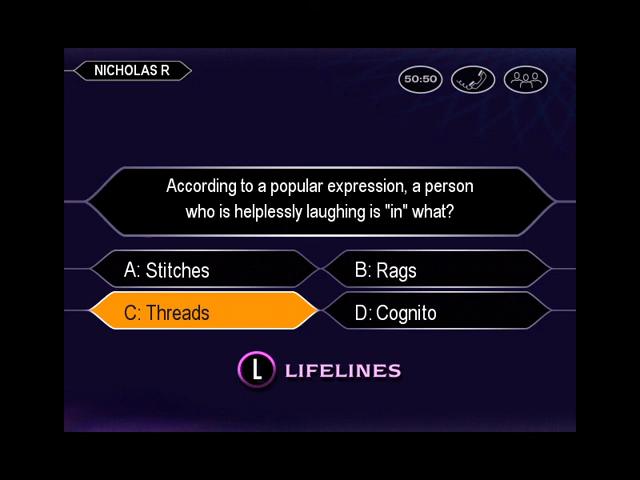 NICHOLAS R
50:50
According to a popular expression, a person
who is helplessly laughing is "in" what?
A: Stitches
B: Rags
C: Threads
D: Cognito
L LIFELINES